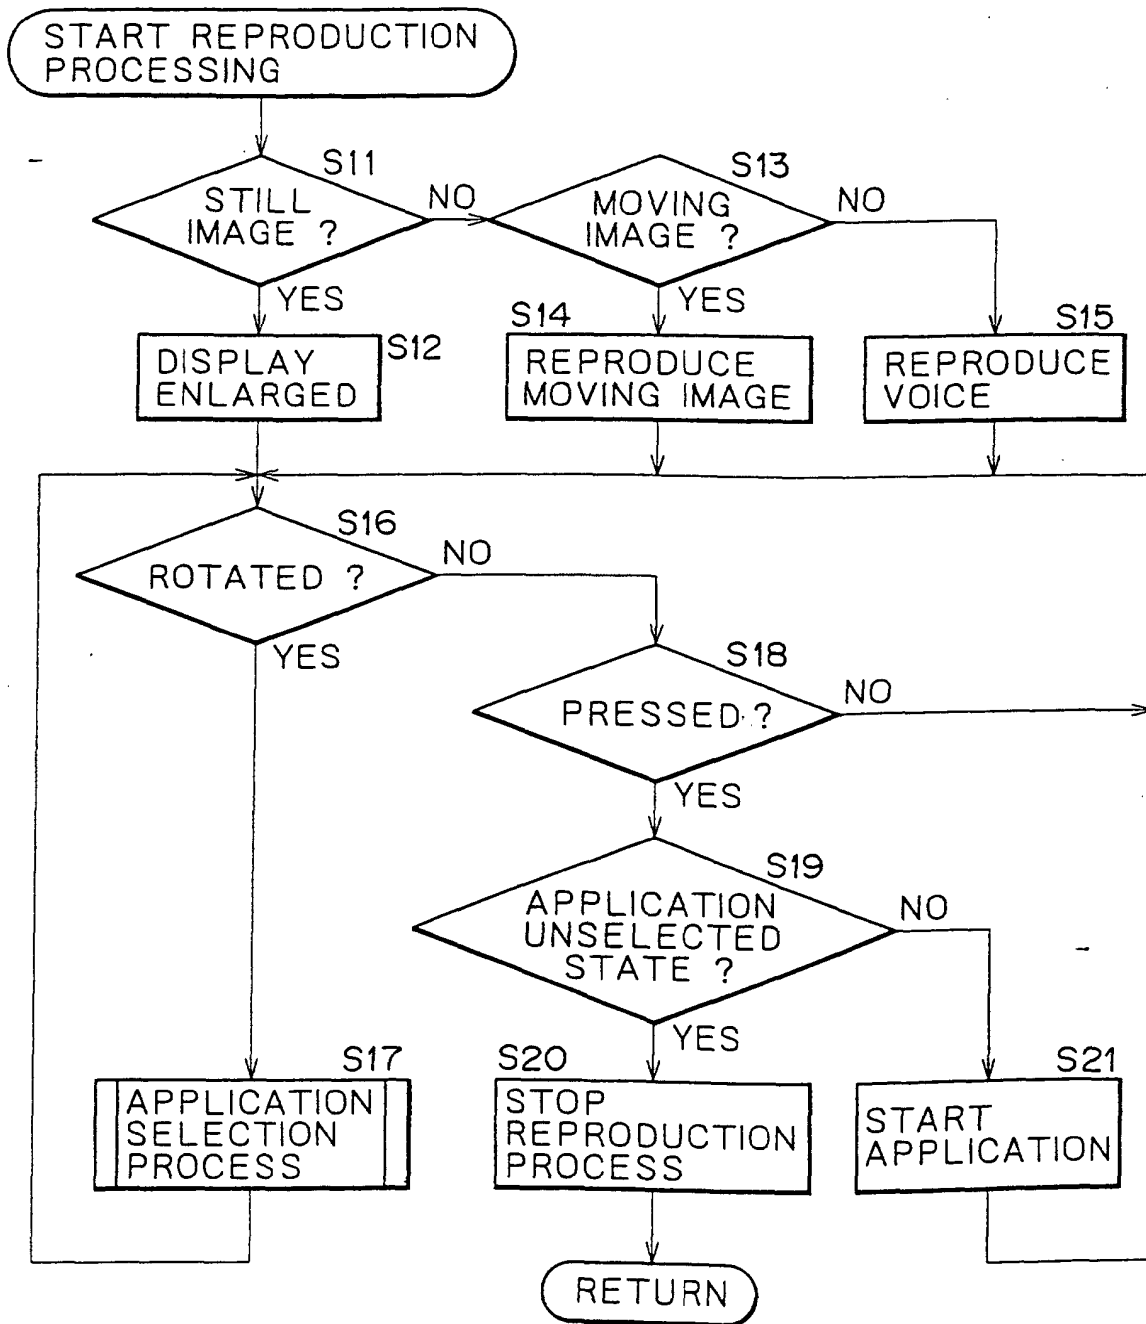 START REPRODUCTION
PROCESSING
S11
STILL
IMAGE ?
NO
YES
S13
MOVING
IMAGE ?
NO
YES
S12
DISPLAY
ENLARGED
S14
REPRODUCE
MOVING IMAGE
S15
REPRODUCE
VOICE
S16
ROTATED ?
NO
YES
S18
PRESSED ?
NO
YES
S19
APPLICATION
UNSELECTED
STATE ?
NO
YES
S17
APPLICATION
SELECTION
PROCESS
S20
STOP
REPRODUCTION
PROCESS
S21
START
APPLICATION
RETURN